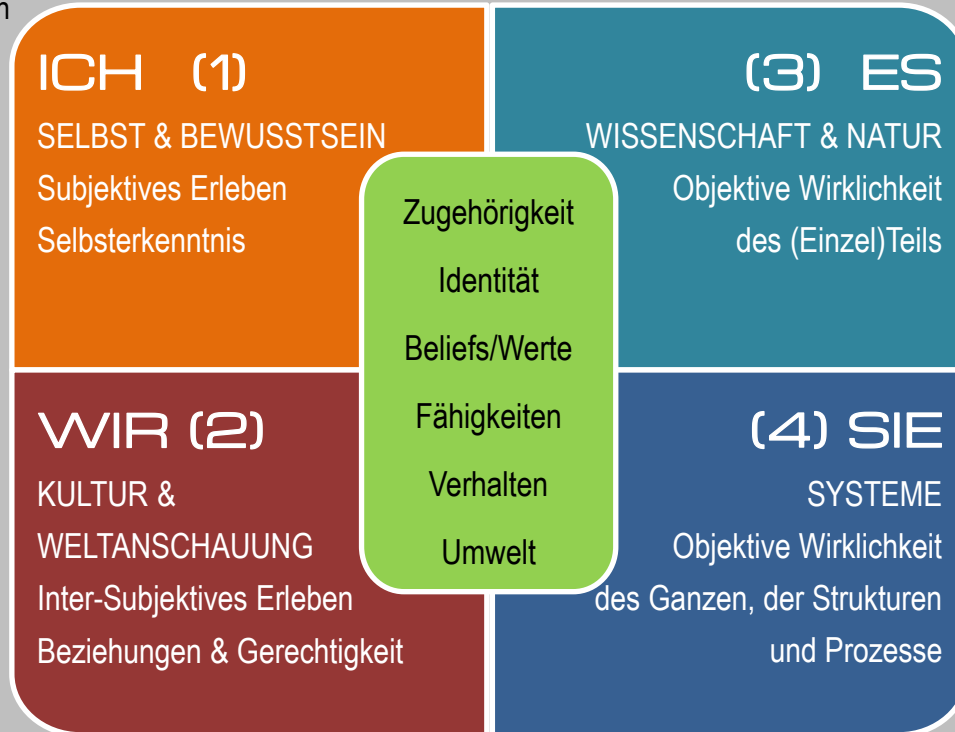 ICH (1)
SELBST & BEWUSSTSEIN
Subjektives Erleben
Selbsterkenntnis
(3) ES
WISSENSCHAFT & NATUR
Objektive Wirklichkeit
des (Einzel)Teils
Zugehörigkeit
Identität
Beliefs/Werte
Fähigkeiten
Verhalten
Umwelt
WIR (2)
KULTUR &
WELTANSCHAUUNG
Inter-Subjektives Erleben
Beziehungen & Gerechtigkeit
(4) SIE
SYSTEME
Objektive Wirklichkeit
des Ganzen, der Strukturen
und Prozesse